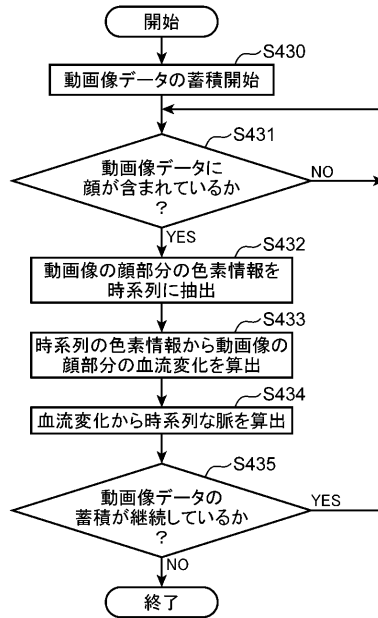 開始
S430
動画像データの蓄積開始
S431
動画像データに
顔が含まれているか
?
NO
YES
S432
動画像の顔部分の色素情報を
時系列に抽出
S433
時系列の色素情報から動画像の
顔部分の血流変化を算出
S434
血流変化から時系列な脈を算出
S435
動画像データの
蓄積が継続しているか
?
YES
NO
終了